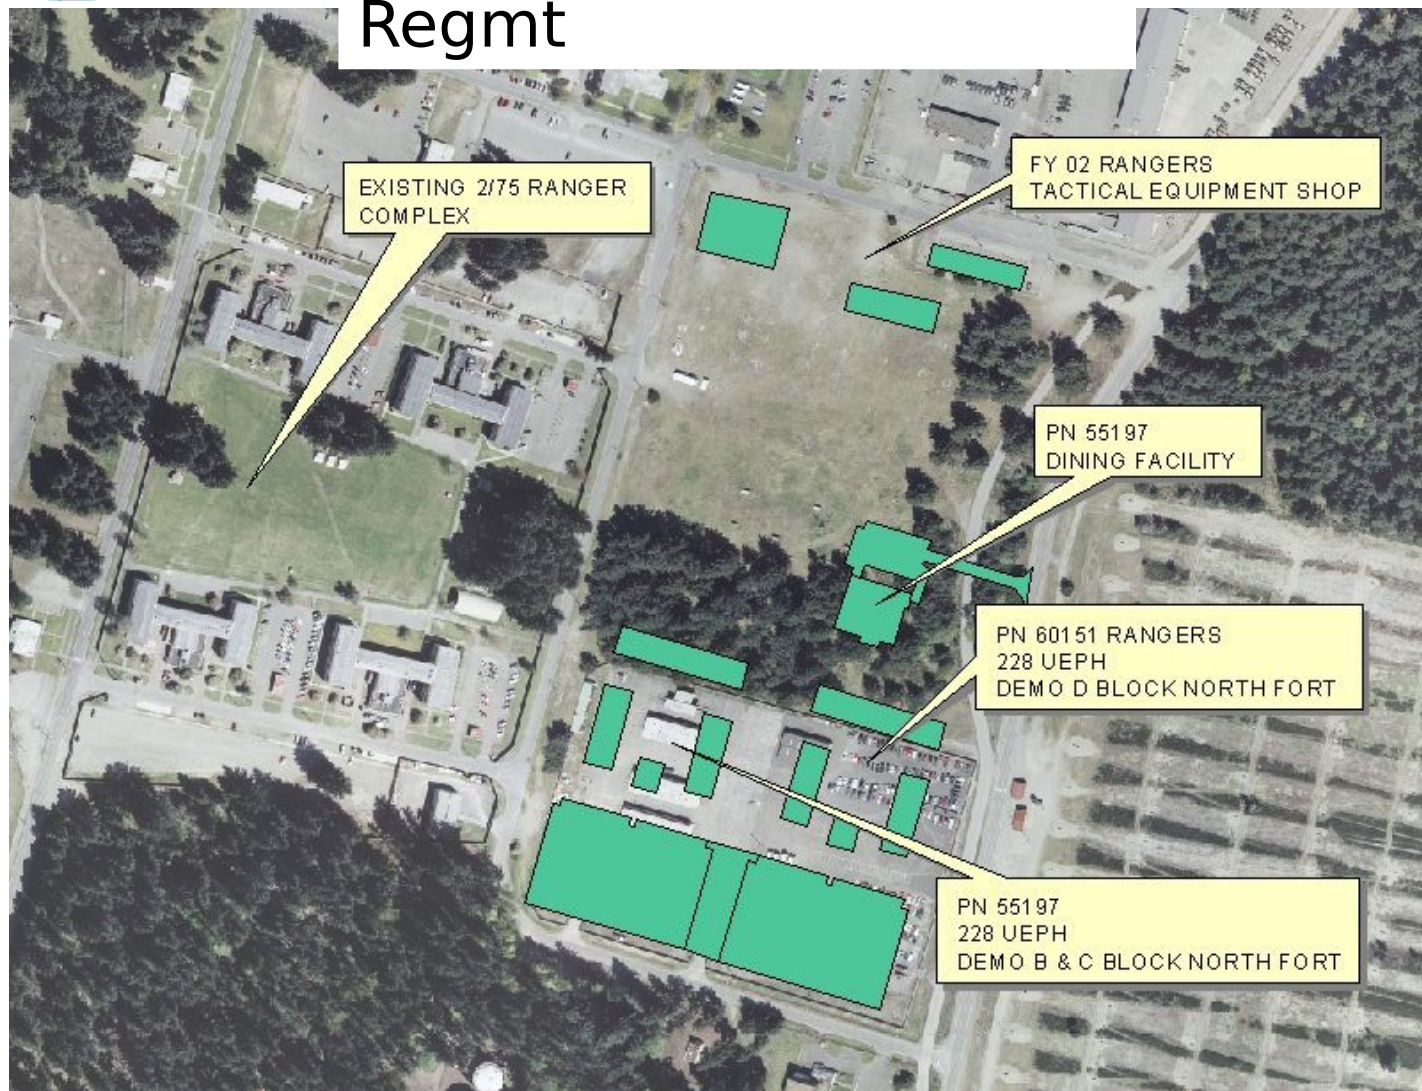 Regmt
EXISTING 2/75 RANGER
COMPLEX
FY 02 RANGERS
TACTICAL EQUIPMENT SHOP
PN 55197
DINING FACILITY
PN 60151 RANGERS
228 UEPH
DEMO D BLOCK NORTH FORT
PN 55197
228 UEPH
DEMO B & C BLOCK NORTH FORT